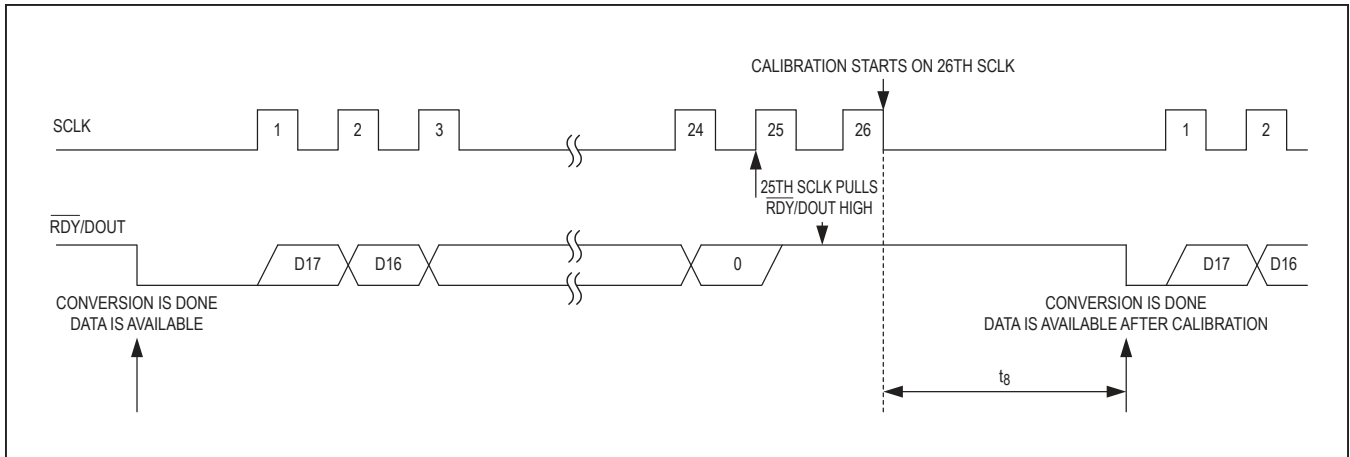 CALIBRATION STARTS ON 26TH SCLK
SCLK
1
2
3
24
25
26
1
2
25TH SCLK PULLS
RDY/DOUT HIGH
RDY/DOUT
D17
D16
0
D17
D16
CONVERSION IS DONE
DATA IS AVAILABLE
CONVERSION IS DONE
DATA IS AVAILABLE AFTER CALIBRATION
t8